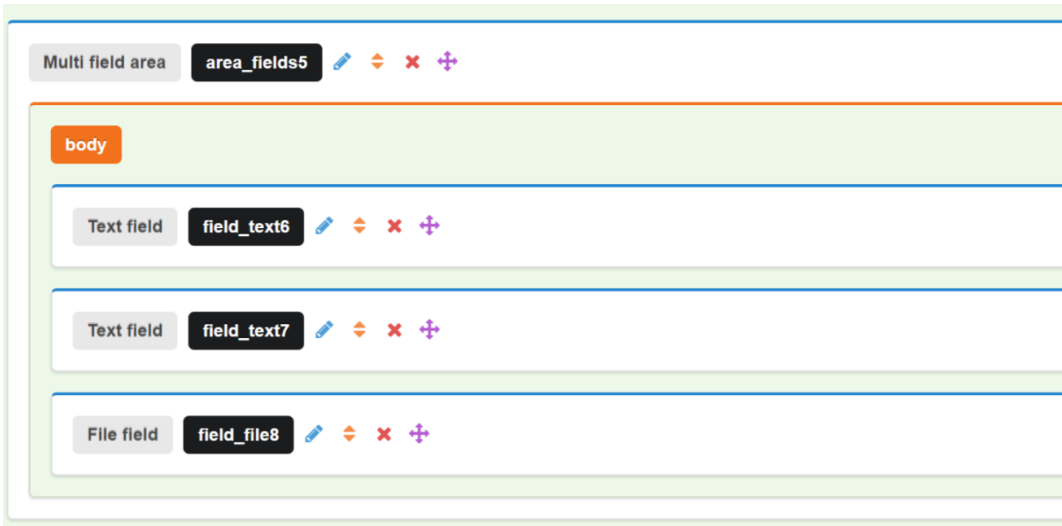 Multi field area area_fields5
body
Text field field_text6
Text field field_text7
File field field_file8